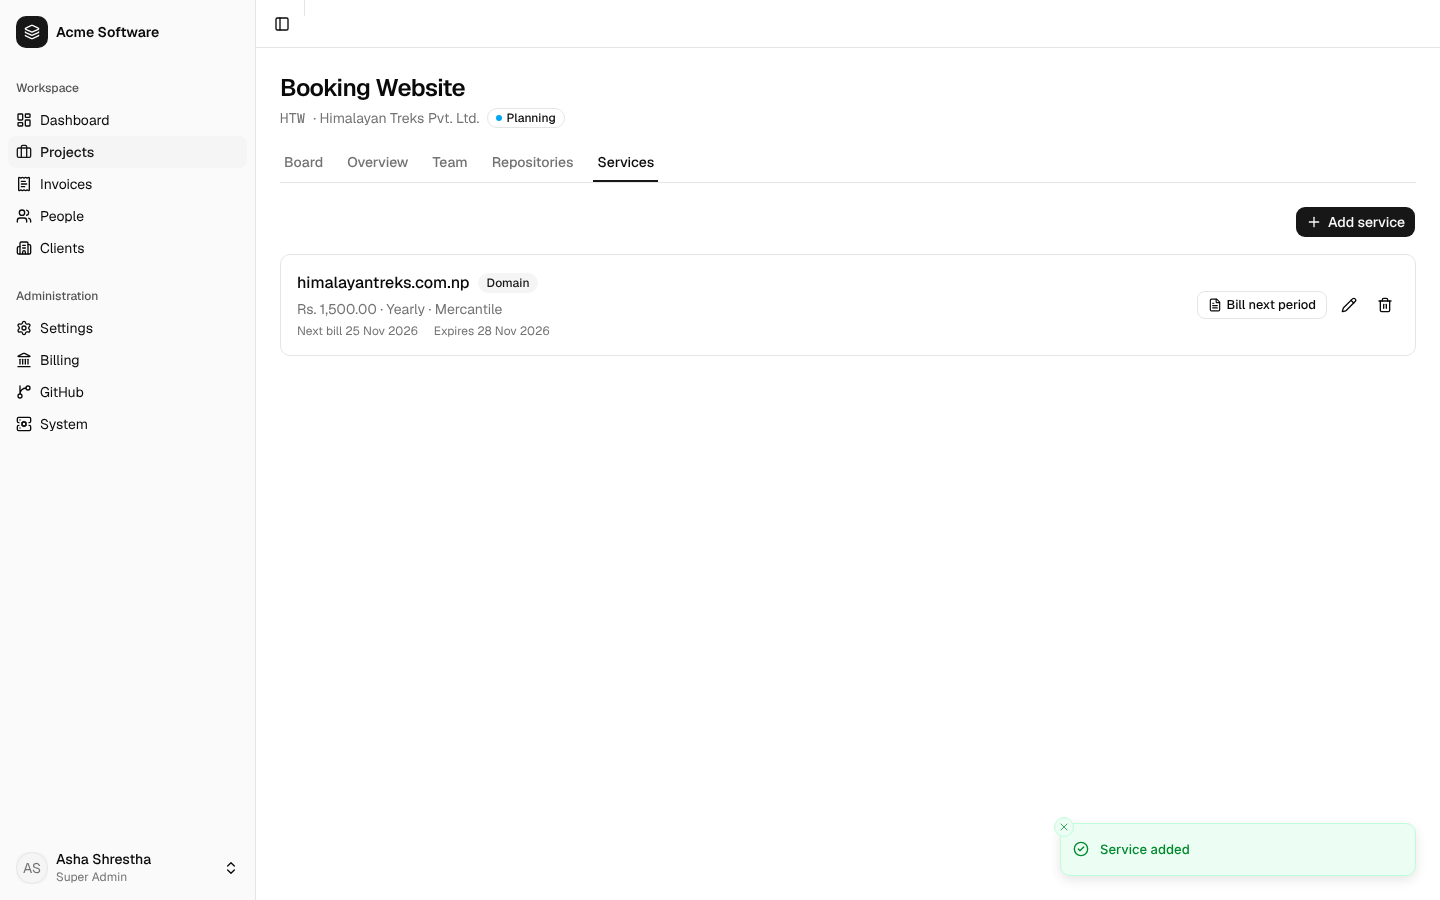 Acme Software
Workspace
Dashboard
Projects
Invoices
People
Clients
Administration
Settings
Billing
GitHub
System
AS
Asha Shrestha
Super Admin
Booking Website
HTW · Himalayan Treks Pvt. Ltd. Planning
Board Overview Team Repositories Services
Add service
himalayantreks.com.np Domain
Rs. 1,500.00 · Yearly · Mercantile
Next bill 25 Nov 2026 Expires 28 Nov 2026
Bill next period
Service added